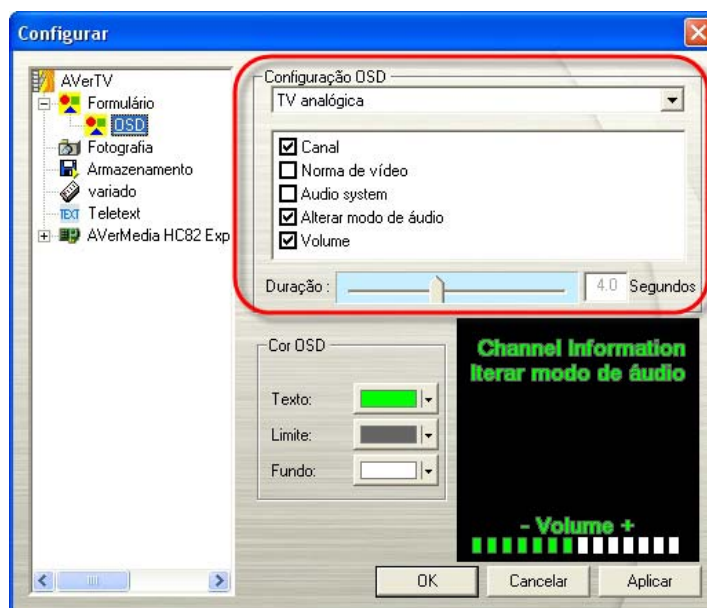 Configurar
AVerTV
Formulário
OSD
Fotografia
Armazenamento
variado
TEXT Teletext
AVerMedia HC82 Exp
Configuração OSD
TV analógica
Canal
Norma de vídeo
Audio system
Alterar modo de áudio
Volume
Duração : 4.0 Segundos
Cor OSD
Texto:
Limite:
Fundo:
Channel Information
lterar modo de áudio
- Volume +
OK Cancelar Aplicar